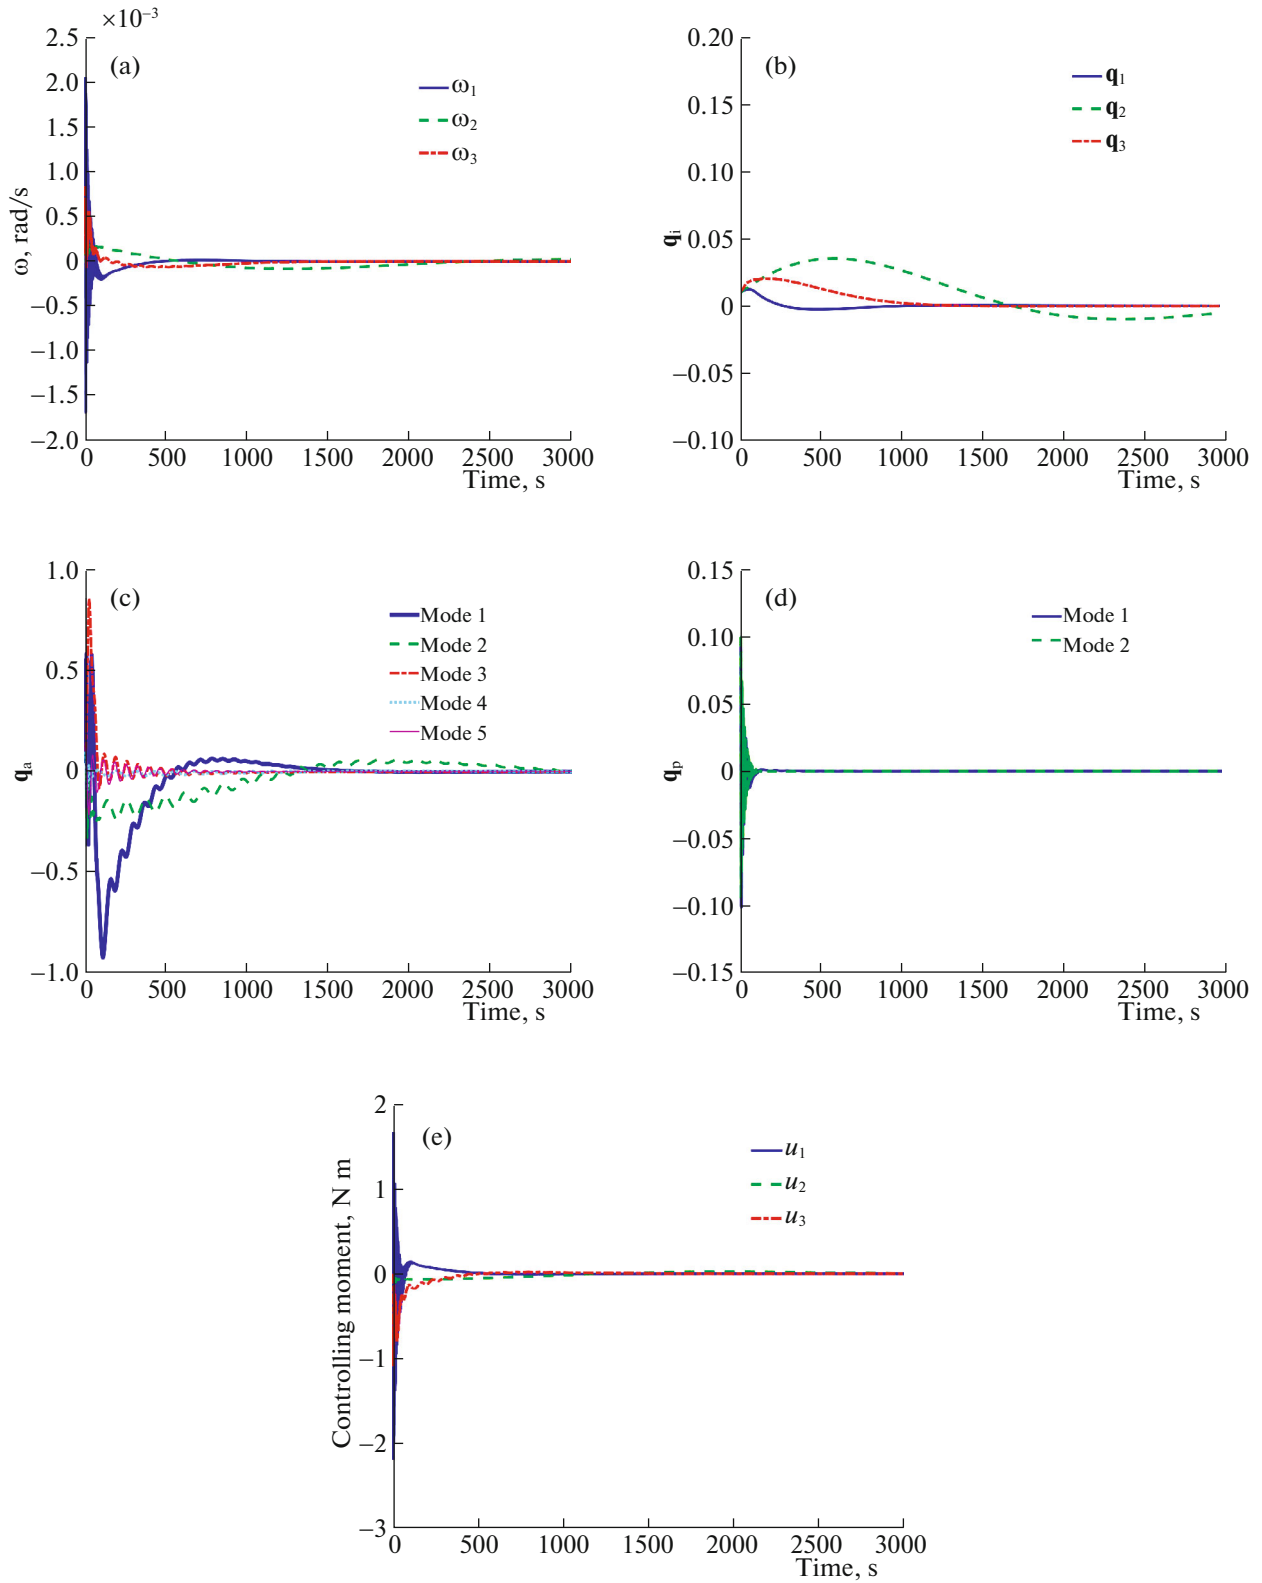 ×10⁻³
2.5
2.0
1.5
1.0
0.5
0
−0.5
−1.0
−1.5
−2.0
ω, rad/s
(a)
ω₁
ω₂
ω₃
0 500 1000 1500 2000 2500 3000
Time, s
0.20
0.15
0.10
0.05
0
−0.05
−0.10
qᵢ
(b)
q₁
q₂
q₃
0 500 1000 1500 2000 2500 3000
Time, s
1.0
0.5
0
−0.5
−1.0
qₐ
(c)
Mode 1
Mode 2
Mode 3
Mode 4
Mode 5
0 500 1000 1500 2000 2500 3000
Time, s
0.15
0.10
0.05
0
−0.05
−0.10
−0.15
qₚ
(d)
Mode 1
Mode 2
0 500 1000 1500 2000 2500 3000
Time, s
2
1
0
−1
−2
−3
Controlling moment, N m
(e)
u₁
u₂
u₃
0 500 1000 1500 2000 2500 3000
Time, s